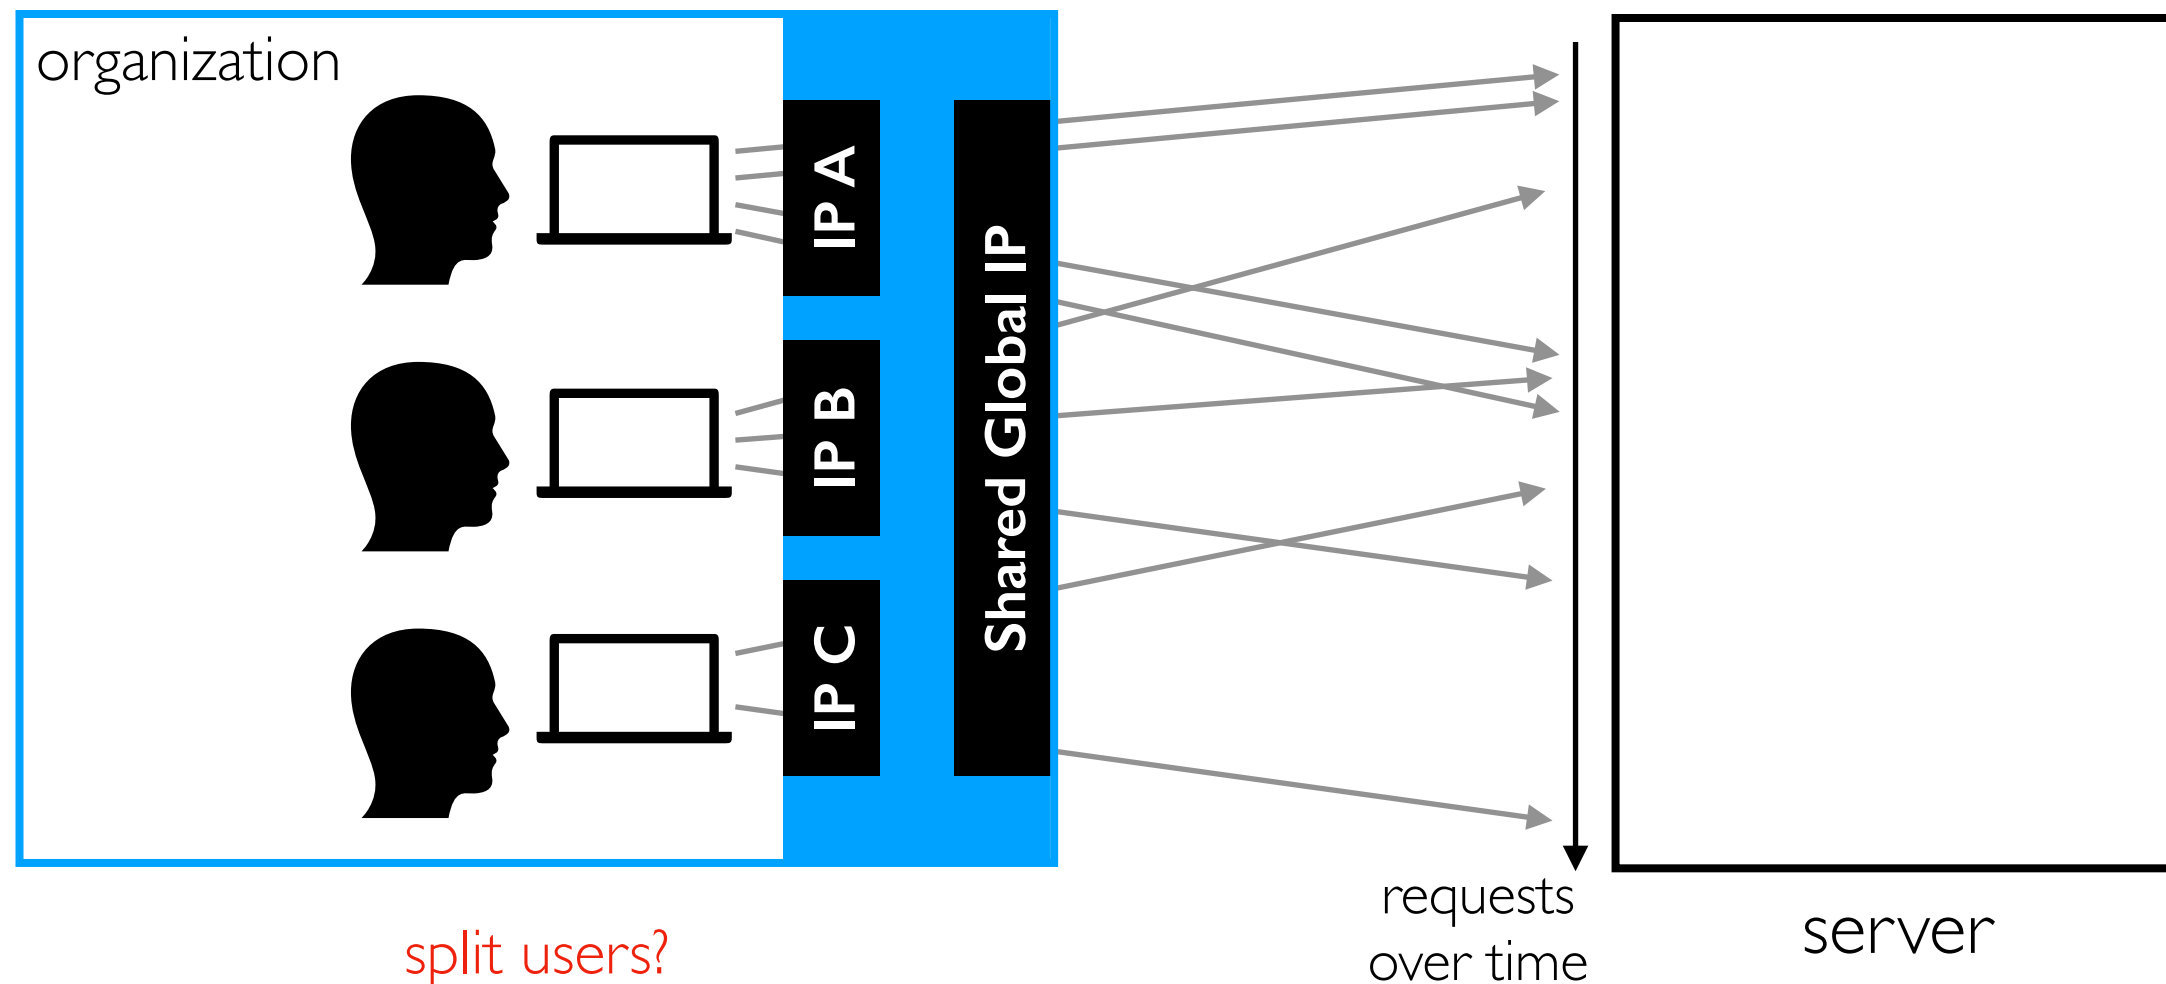 organization
IP A
IP B
IP C
Shared Global IP
requests
over time
server
split users?